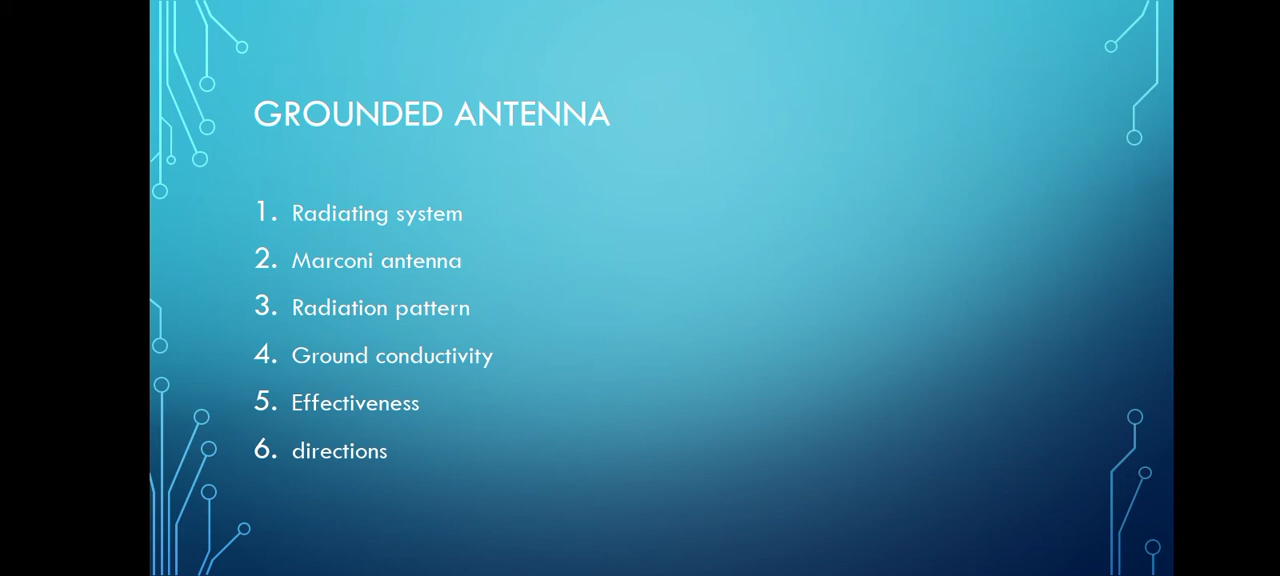 GROUNDED ANTENNA
1. Radiating system
2. Marconi antenna
3. Radiation pattern
4. Ground conductivity
5. Effectiveness
6. directions